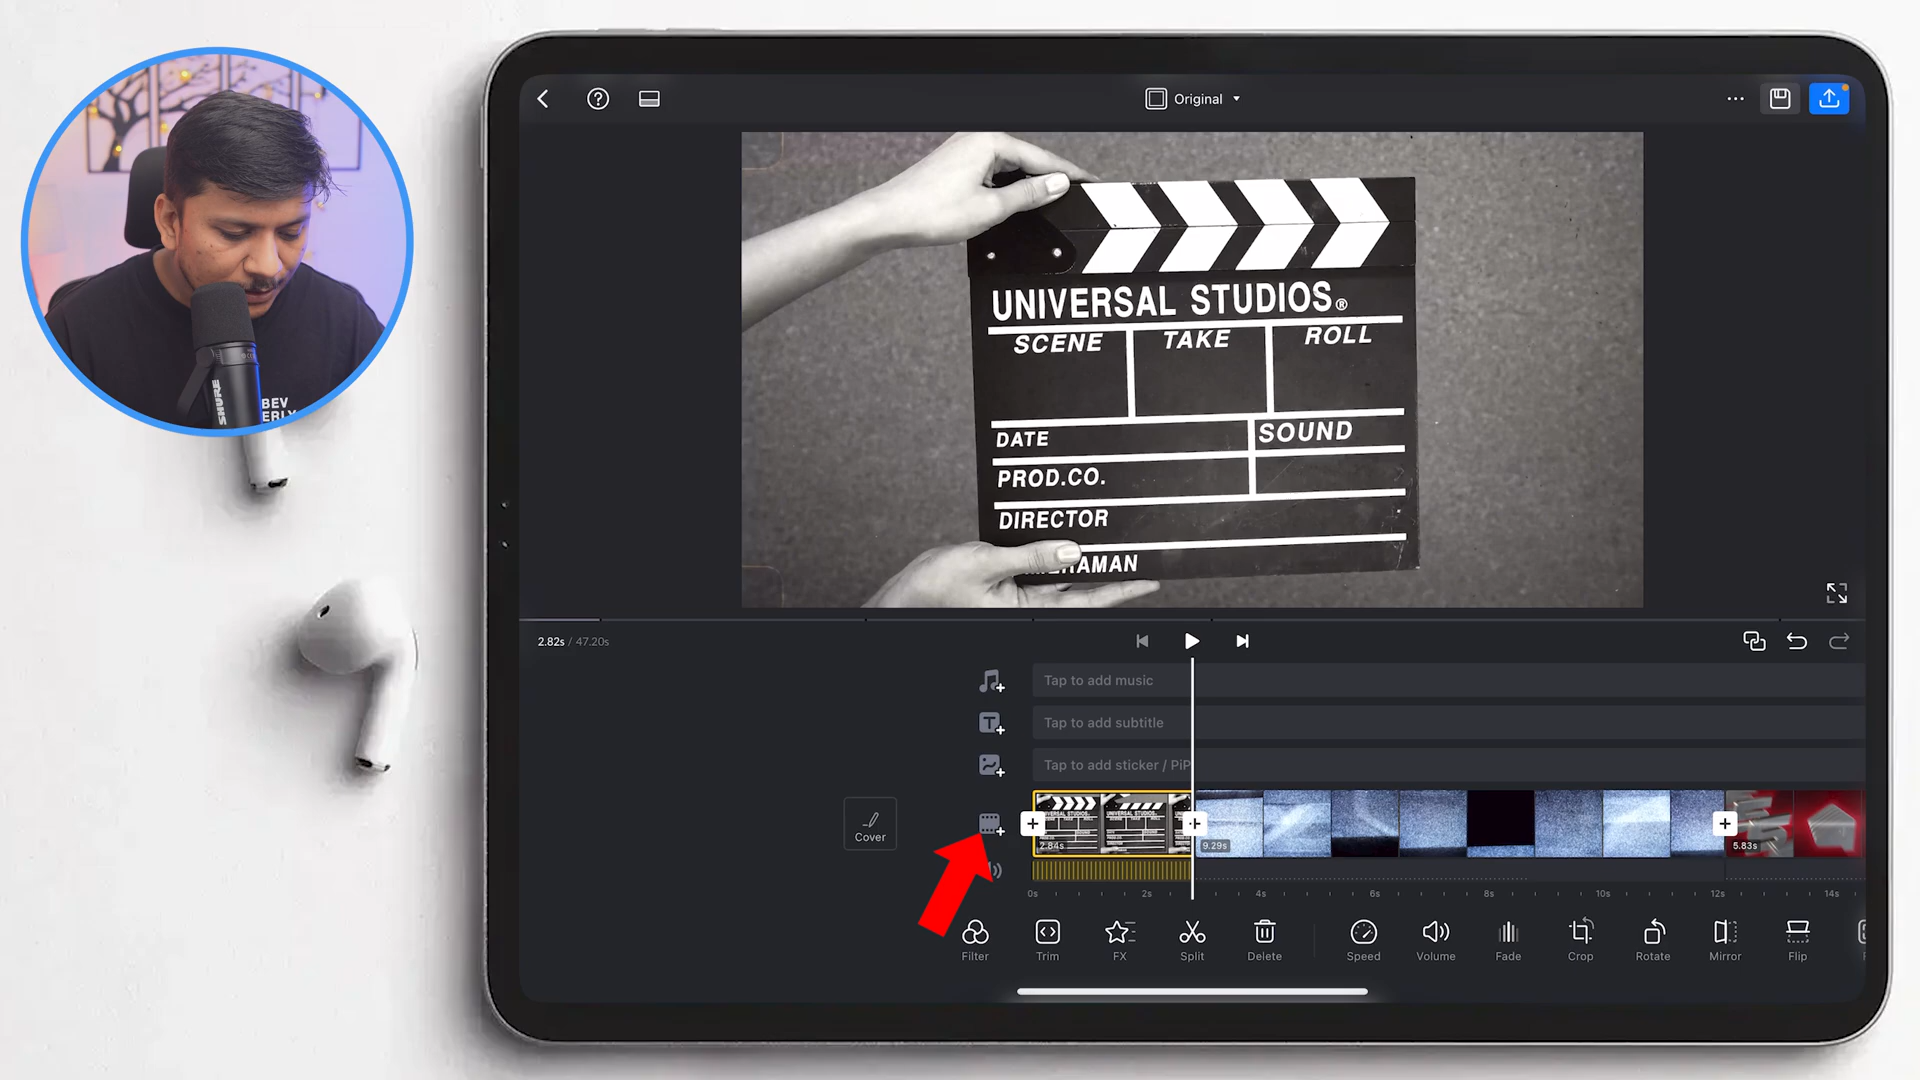 Original
UNIVERSAL STUDIOS®
SCENE TAKE ROLL
DATE SOUND
PROD.CO.
DIRECTOR
RAMAN
BEV
ERLY
SHURE
2.82s / 47.20s
Tap to add music
Tap to add subtitle
Tap to add sticker / PiP
Cover
2.84s 9.29s 5.83s
0s 2s 4s 6s 8s 10s 12s 14s
Filter Trim FX Split Delete Speed Volume Fade Crop Rotate Mirror Flip